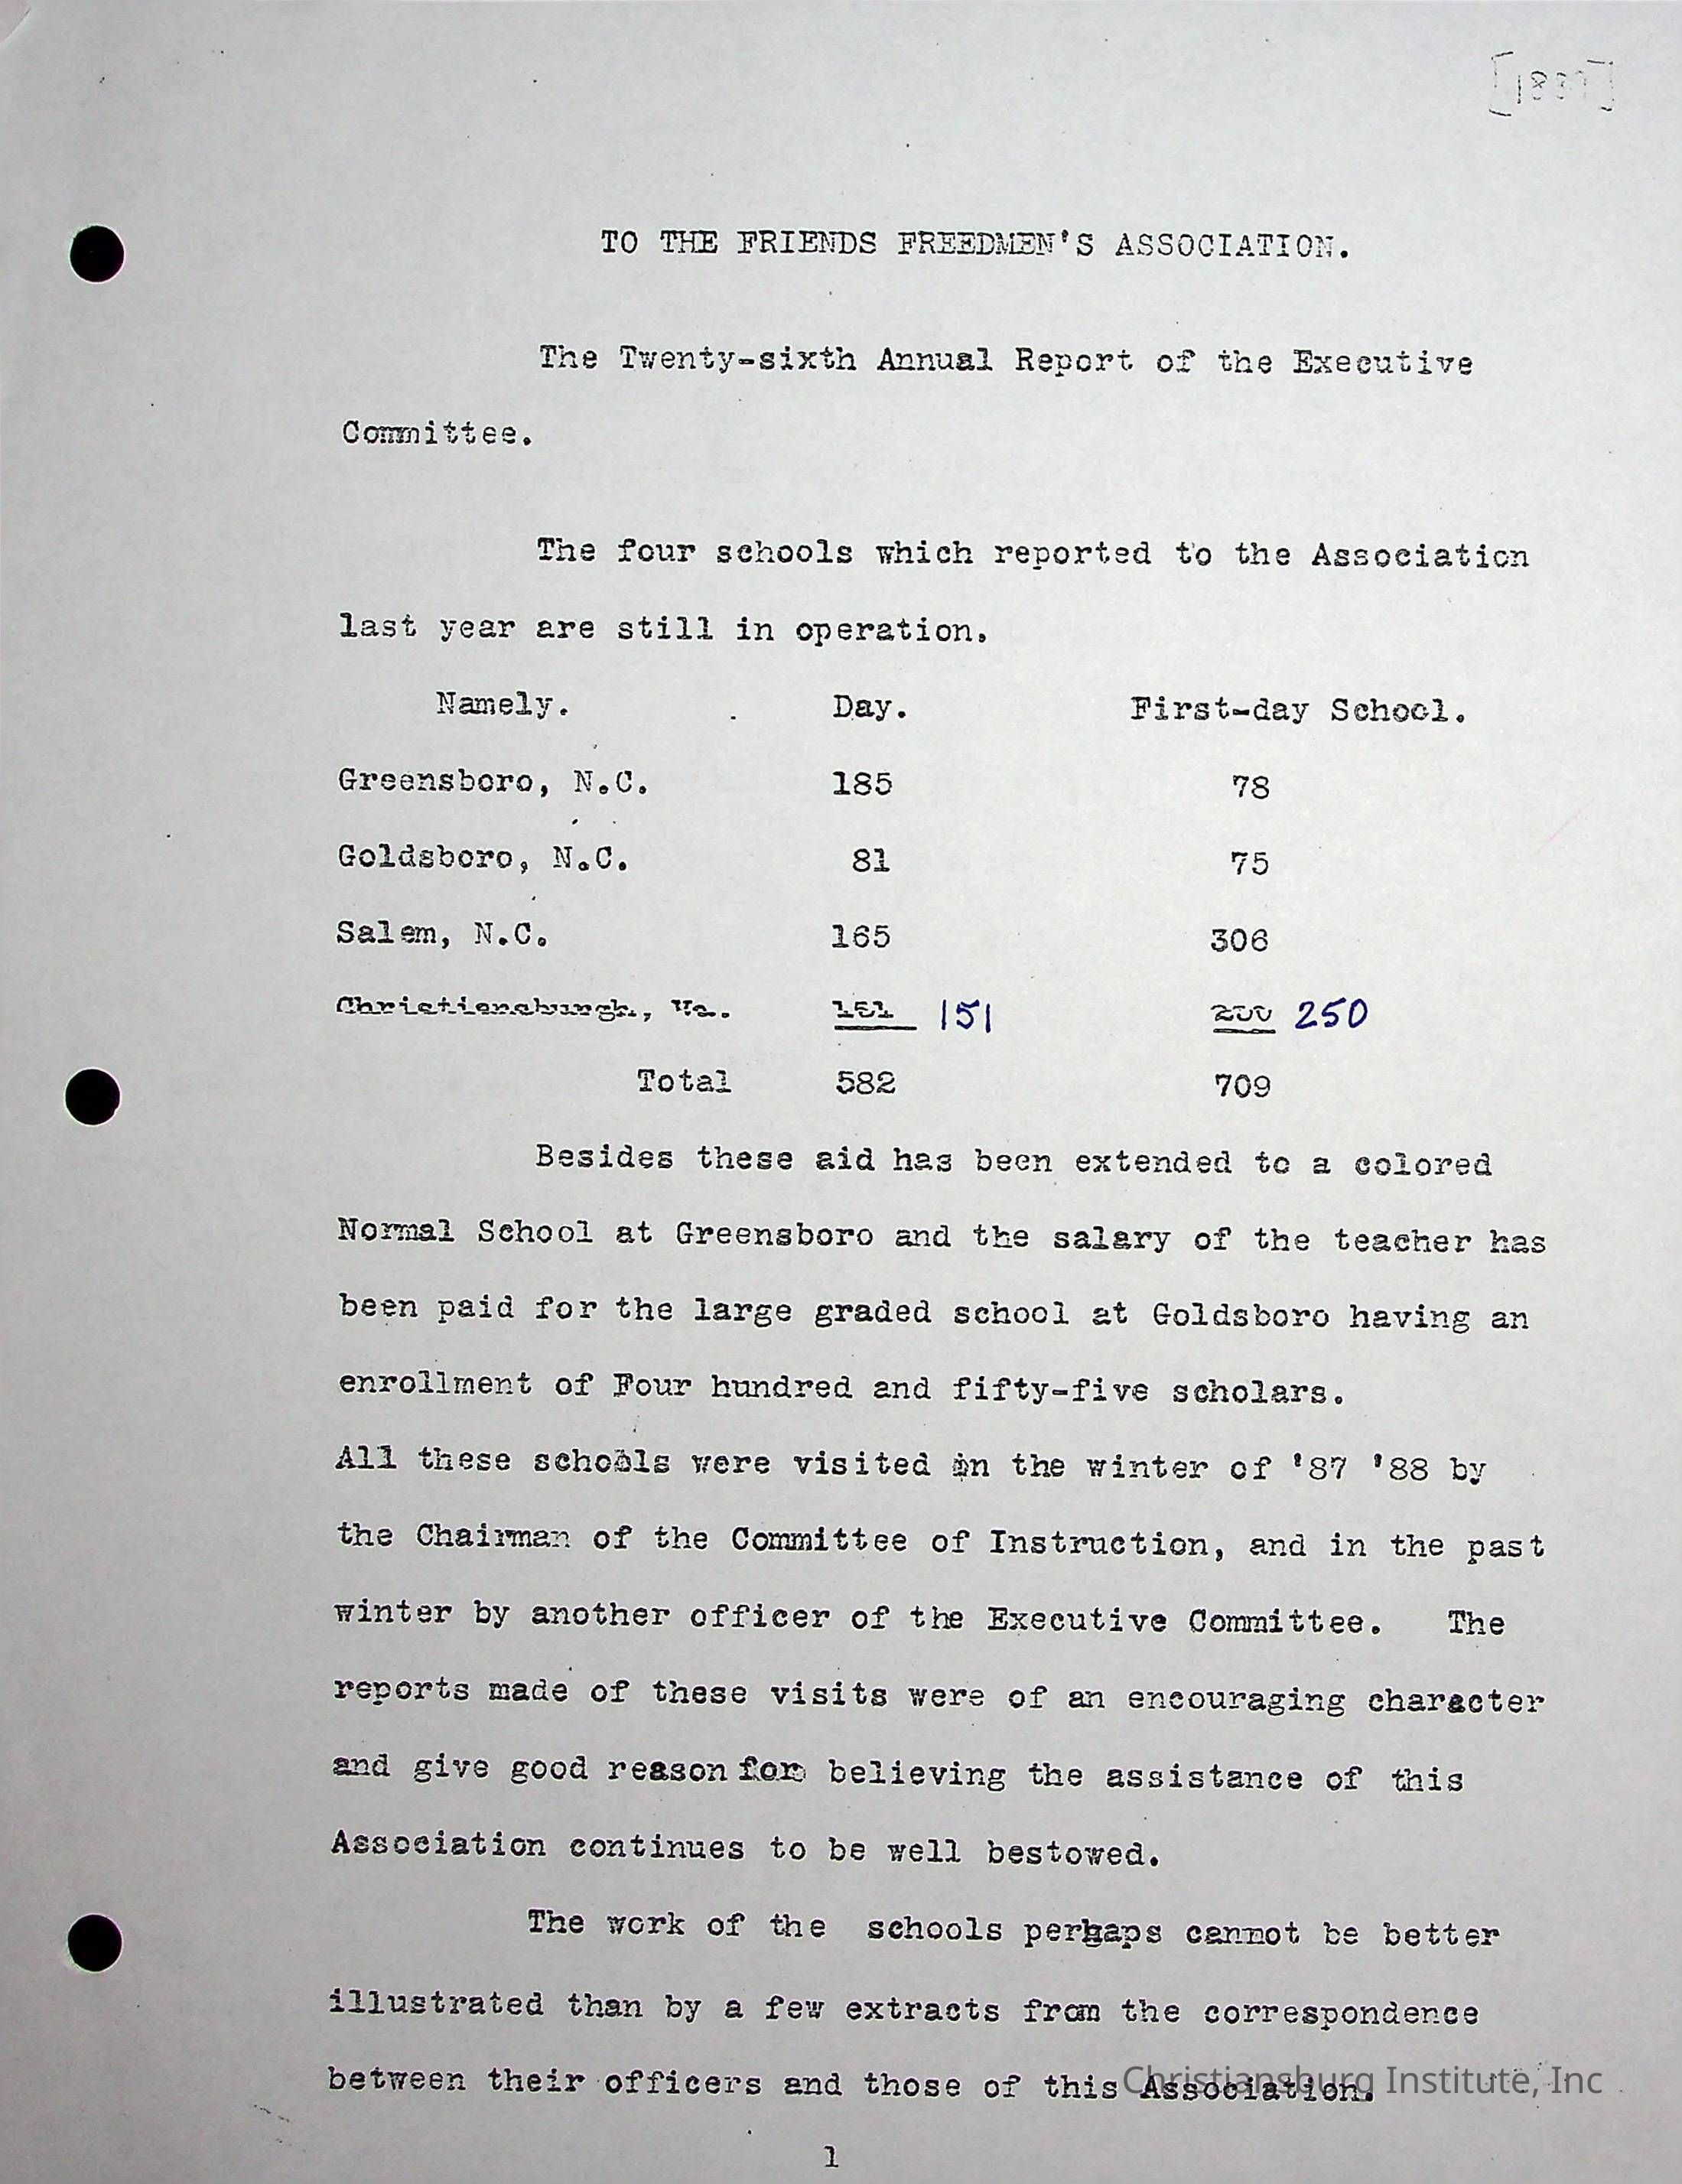 TO THE FRIENDS FREEDMEN'S ASSOCIATION.
The Twenty-sixth Annual Report of the Executive
Committee.
The four schools which reported to the Association
last year are still in operation.
Namely. Day. First-day School.
Greensboro, N.C. 185 78
Goldsboro, N.C. 81 75
Salem, N.C. 165 306
Christiansburgh, Va. 151 151 250 250
Total 582 709
Besides these aid has been extended to a colored
Normal School at Greensboro and the salary of the teacher has
been paid for the large graded school at Goldsboro having an
enrollment of Four hundred and fifty-five scholars.
All these schools were visited in the winter of '87 '88 by
the Chairman of the Committee of Instruction, and in the past
winter by another officer of the Executive Committee. The
reports made of these visits were of an encouraging character
and give good reason for believing the assistance of this
Association continues to be well bestowed.
The work of the schools perhaps cannot be better
illustrated than by a few extracts from the correspondence
between their officers and those of this Association.
Christiansburg Institute, Inc
1